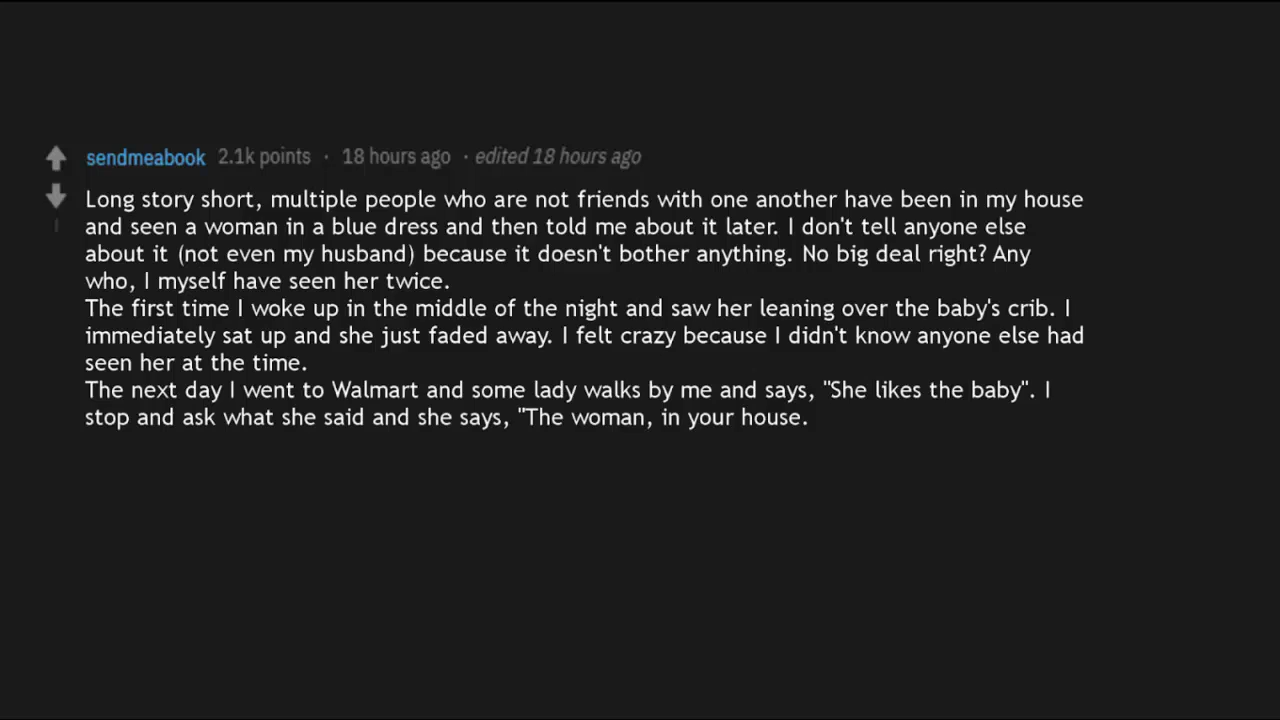 sendmeabook 2.1k points · 18 hours ago · edited 18 hours ago
Long story short, multiple people who are not friends with one another have been in my house
and seen a woman in a blue dress and then told me about it later. I don't tell anyone else
about it (not even my husband) because it doesn't bother anything. No big deal right? Any
who, I myself have seen her twice.
The first time I woke up in the middle of the night and saw her leaning over the baby's crib. I
immediately sat up and she just faded away. I felt crazy because I didn't know anyone else had
seen her at the time.
The next day I went to Walmart and some lady walks by me and says, "She likes the baby". I
stop and ask what she said and she says, "The woman, in your house.